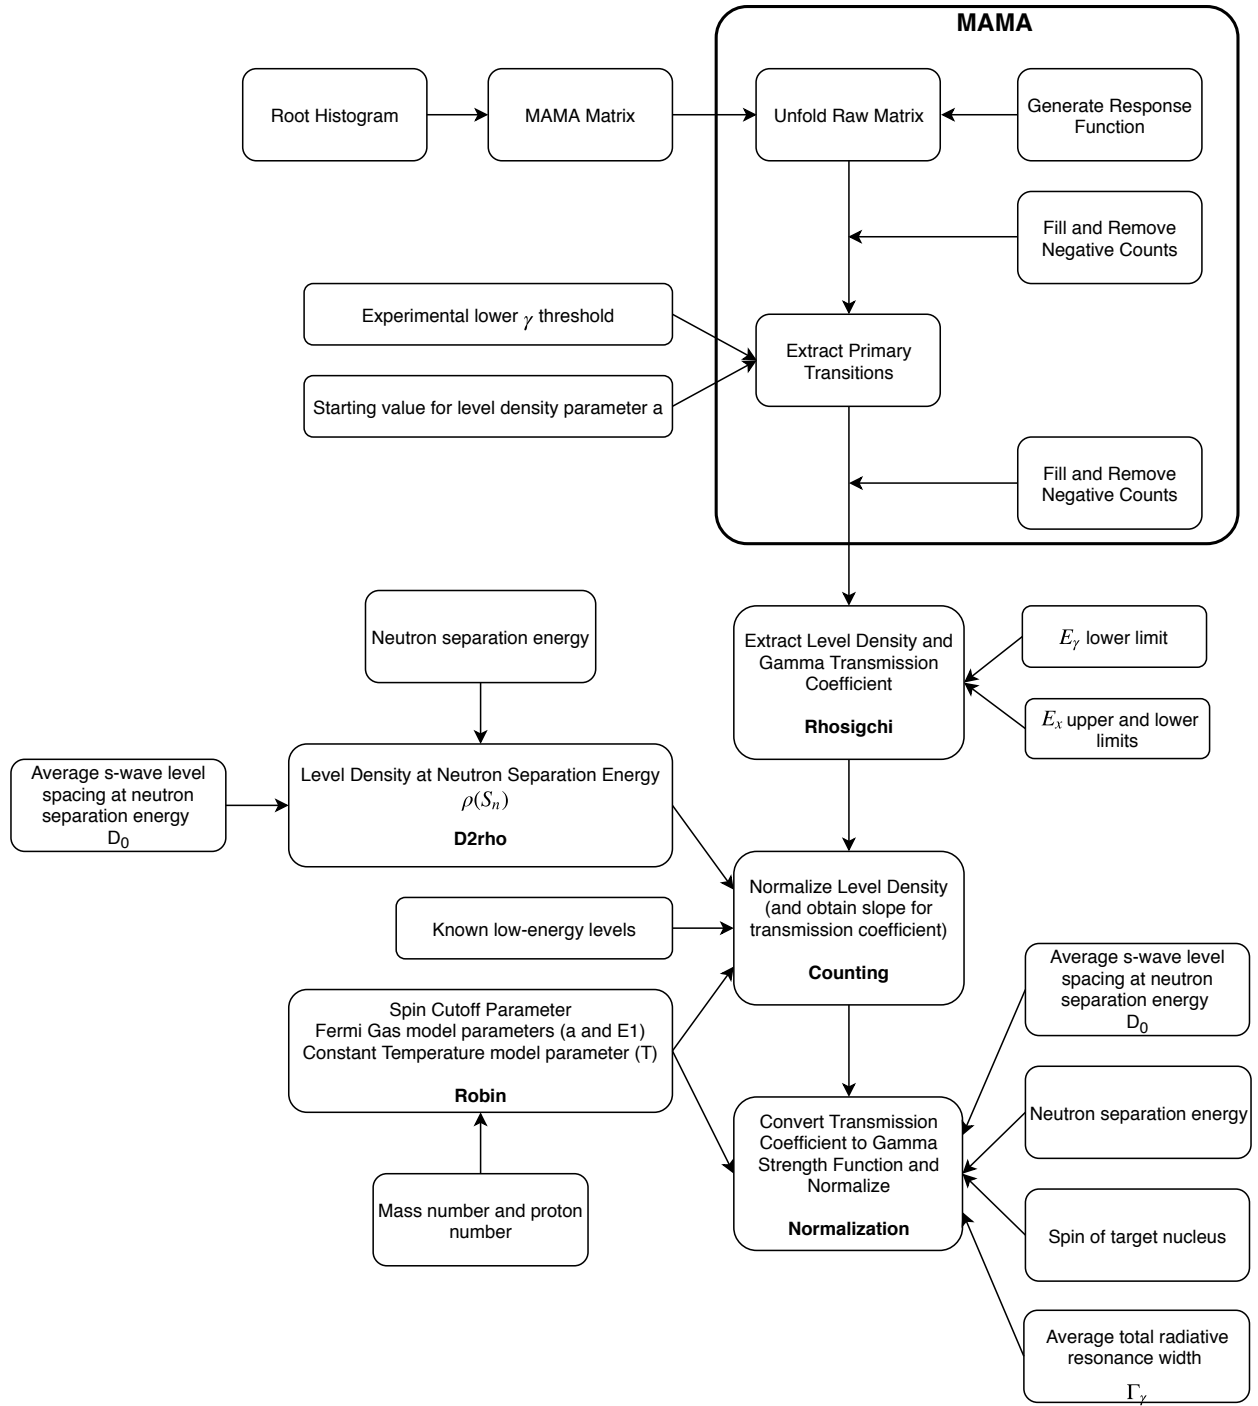 MAMA
Root Histogram
MAMA Matrix
Unfold Raw Matrix
Generate Response
Function
Fill and Remove
Negative Counts
Experimental lower γ threshold
Extract Primary
Transitions
Starting value for level density parameter a
Fill and Remove
Negative Counts
Neutron separation energy
Extract Level Density and
Gamma Transmission
Coefficient
Rhosigchi
Eγ lower limit
Ex upper and lower
limits
Average s-wave level
spacing at neutron
separation energy
D0
Level Density at Neutron Separation Energy
ρ(Sn)
D2rho
Normalize Level Density
(and obtain slope for
transmission coefficient)
Counting
Known low-energy levels
Spin Cutoff Parameter
Fermi Gas model parameters (a and E1)
Constant Temperature model parameter (T)
Robin
Average s-wave level
spacing at neutron
separation energy
D0
Neutron separation energy
Convert Transmission
Coefficient to Gamma
Strength Function and
Normalize
Normalization
Mass number and proton
number
Spin of target nucleus
Average total radiative
resonance width
Γγ